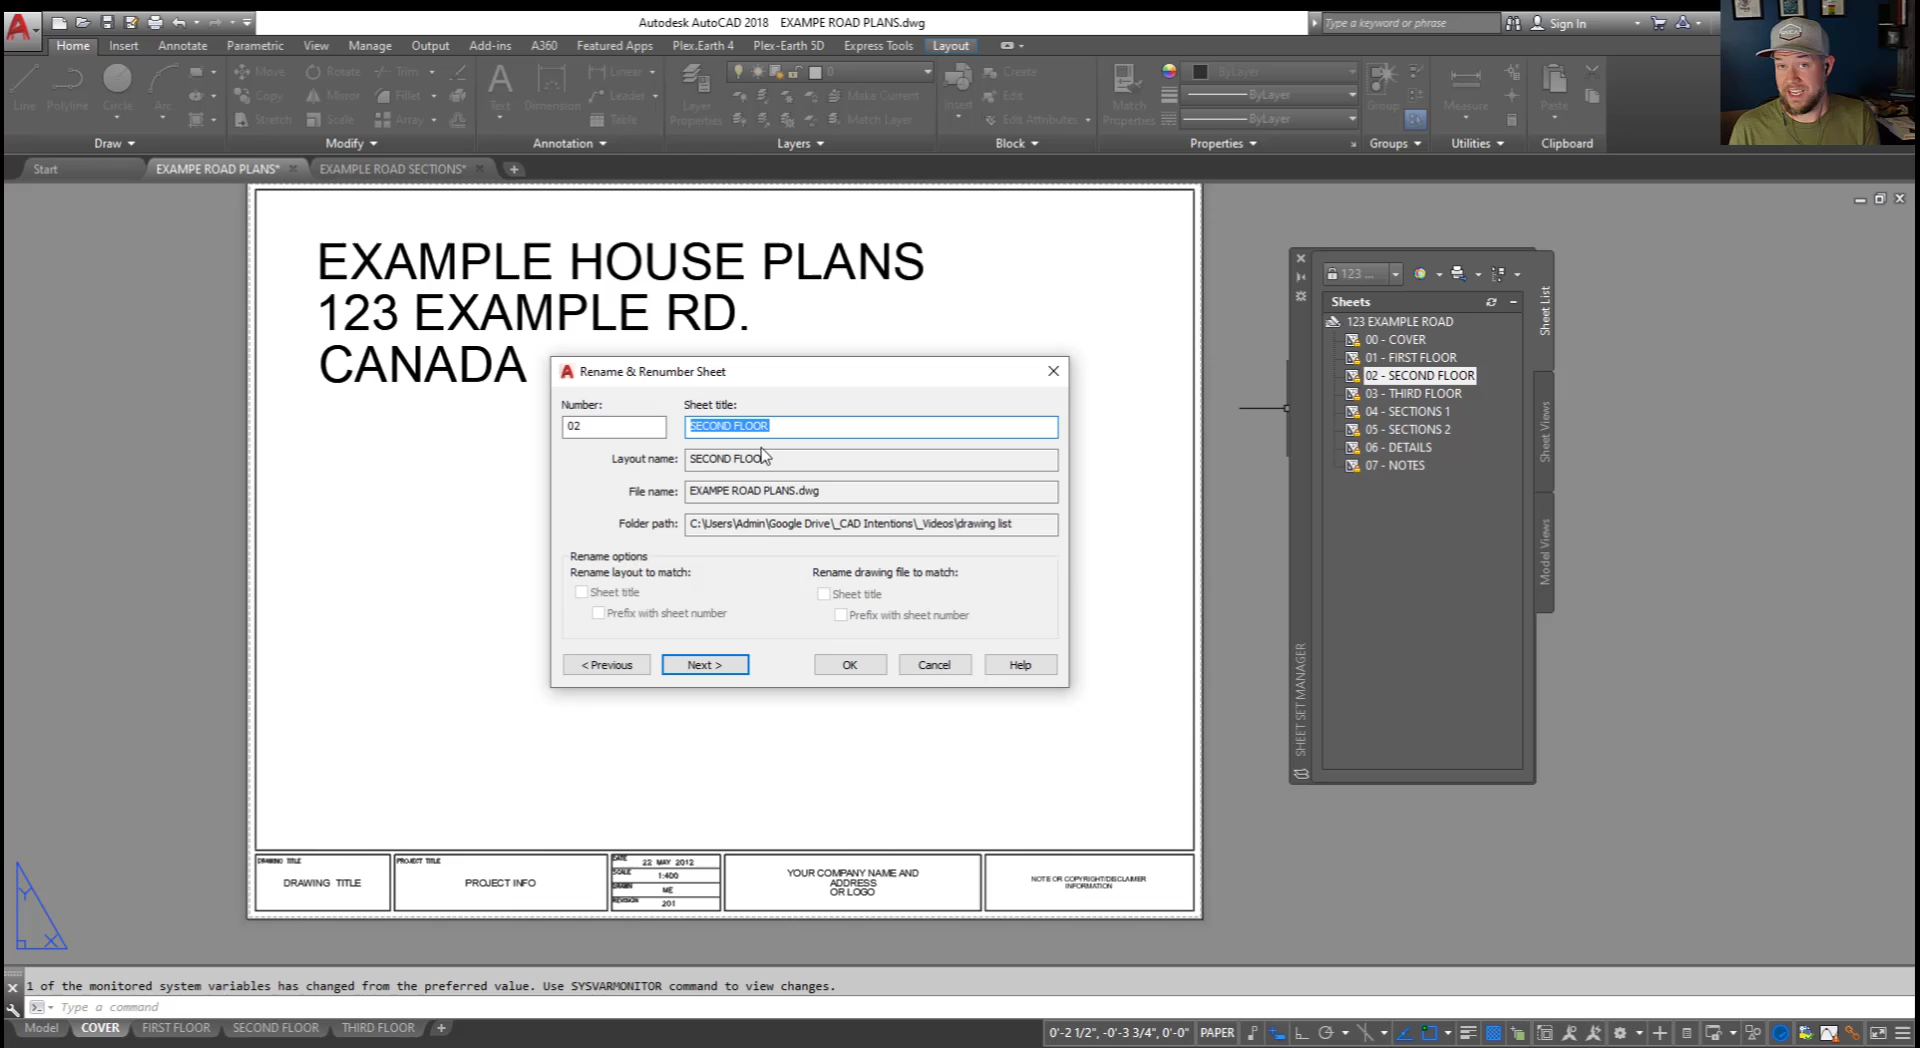 Autodesk AutoCAD 2018 EXAMPE ROAD PLANS.dwg
Type a keyword or phrase
Sign In
Home Insert Annotate Parametric View Manage Output Add-ins A360 Featured Apps Plex.Earth 4 Plex-Earth 5D Express Tools Layout
Line Polyline Circle Arc
Move Rotate Trim
Copy Mirror Fillet
Stretch Scale Array
Text Dimension
Linear
Leader
Table
Layer Properties
0
Make Current
Match Layer
Insert
Create
Edit
Edit Attributes
Match Properties
ByLayer
ByLayer
ByLayer
Group
Measure
Paste
Draw Modify Annotation Layers Block Properties Groups Utilities Clipboard
Start EXAMPE ROAD PLANS* EXAMPLE ROAD SECTIONS*
EXAMPLE HOUSE PLANS
123 EXAMPLE RD.
CANADA
Rename & Renumber Sheet
Number: Sheet title:
02 SECOND FLOOR
Layout name: SECOND FLOO
File name: EXAMPE ROAD PLANS.dwg
Folder path: C:\Users\Admin\Google Drive\_CAD Intentions\_Videos\drawing list
Rename options
Rename layout to match: Rename drawing file to match:
Sheet title Sheet title
Prefix with sheet number Prefix with sheet number
< Previous Next > OK Cancel Help
123 ...
Sheets
123 EXAMPLE ROAD
00 - COVER
01 - FIRST FLOOR
02 - SECOND FLOOR
03 - THIRD FLOOR
04 - SECTIONS 1
05 - SECTIONS 2
06 - DETAILS
07 - NOTES
Sheet List
Sheet Views
Model Views
SHEET SET MANAGER
DRAWING TITLE
DRAWING TITLE
PROJECT TITLE
PROJECT INFO
DATE 22 MAY 2012
SCALE 1:400
DRAWN ME
REVISION 201
YOUR COMPANY NAME AND
ADDRESS
OR LOGO
NOTE OR COPYRIGHT/DISCLAIMER
INFORMATION
Y
X
1 of the monitored system variables has changed from the preferred value. Use SYSVARMONITOR command to view changes.
Type a command
Model COVER FIRST FLOOR SECOND FLOOR THIRD FLOOR
0'-2 1/2", -0'-3 3/4", 0'-0" PAPER